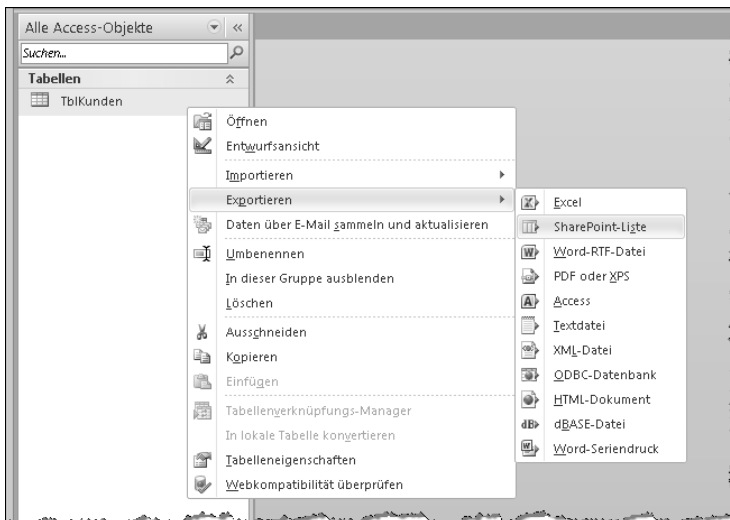 Alle Access-Objekte
Suchen...
Tabellen
TblKunden
Öffnen
Entwurfsansicht
Importieren
Exportieren
Daten über E-Mail sammeln und aktualisieren
Umbenennen
In dieser Gruppe ausblenden
Löschen
Ausschneiden
Kopieren
Einfügen
Tabellenverknüpfungs-Manager
In lokale Tabelle konvertieren
Tabelleneigenschaften
Webkompatibilität überprüfen
Excel
SharePoint-Liste
Word-RTF-Datei
PDF oder XPS
Access
Textdatei
XML-Datei
ODBC-Datenbank
HTML-Dokument
dBASE-Datei
Word-Seriendruck